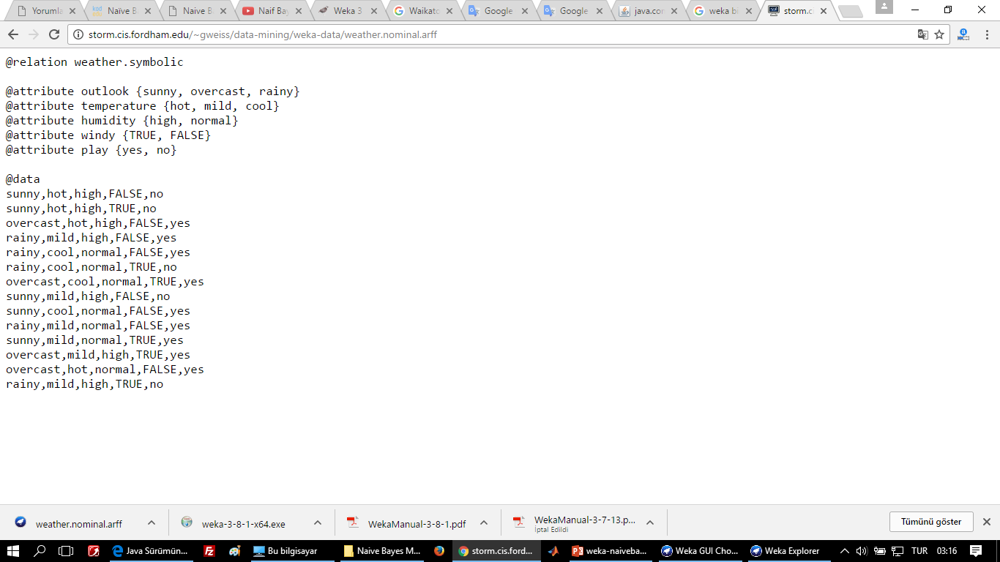 Yorumla
kod
Naïve B
Naive B
Naif Bay
Weka 3
Waikato
Google
Google
java.cor
weka bi
storm.ci
storm.cis.fordham.edu/~gweiss/data-mining/weka-data/weather.nominal.arff
@relation weather.symbolic
@attribute outlook {sunny, overcast, rainy}
@attribute temperature {hot, mild, cool}
@attribute humidity {high, normal}
@attribute windy {TRUE, FALSE}
@attribute play {yes, no}
@data
sunny,hot,high,FALSE,no
sunny,hot,high,TRUE,no
overcast,hot,high,FALSE,yes
rainy,mild,high,FALSE,yes
rainy,cool,normal,FALSE,yes
rainy,cool,normal,TRUE,no
overcast,cool,normal,TRUE,yes
sunny,mild,high,FALSE,no
sunny,cool,normal,FALSE,yes
rainy,mild,normal,FALSE,yes
sunny,mild,normal,TRUE,yes
overcast,mild,high,TRUE,yes
overcast,hot,normal,FALSE,yes
rainy,mild,high,TRUE,no
weather.nominal.arff
weka-3-8-1-x64.exe
WekaManual-3-8-1.pdf
WekaManual-3-7-13.p...
İptal Edildi
Tümünü göster
Java Sürümün...
Bu bilgisayar
Naive Bayes M...
storm.cis.ford...
weka-naiveba...
Weka GUI Cho...
Weka Explorer
TUR
03:16